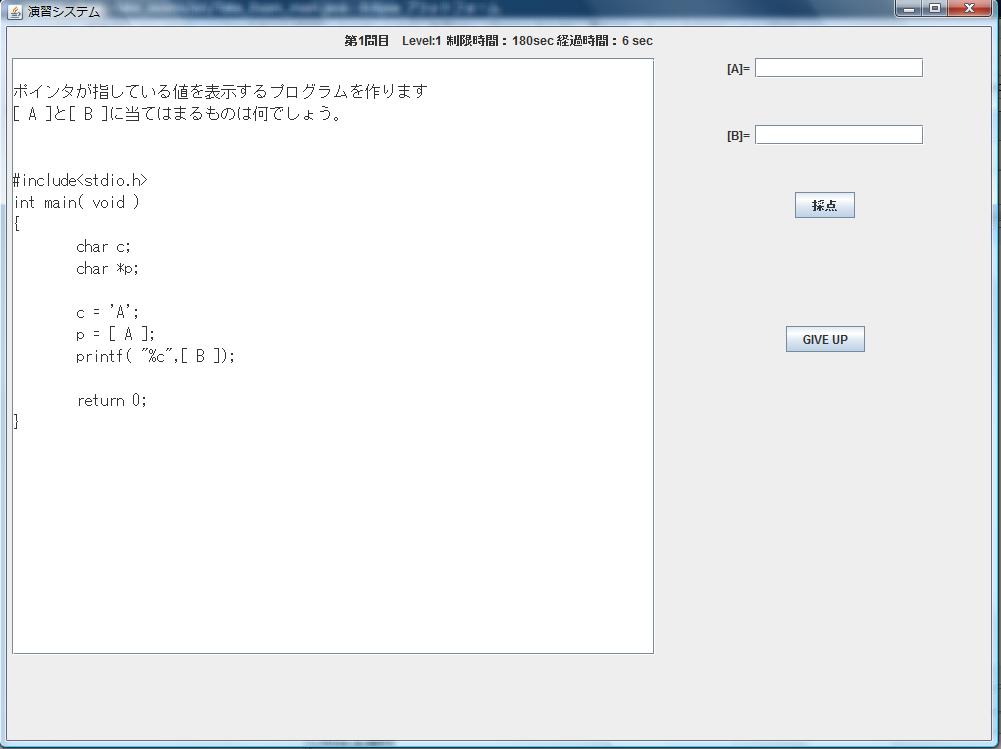 演習システム
第1問目 Level:1 制限時間：180sec 経過時間：6 sec
ポインタが指している値を表示するプログラムを作ります
[ A ]と[ B ]に当てはまるものは何でしょう。
#include<stdio.h>
int main( void )
{
char c;
char *p;
c = 'A';
p = [ A ];
printf( "%c",[ B ]);
return 0;
}
[A]=
[B]=
採点
GIVE UP